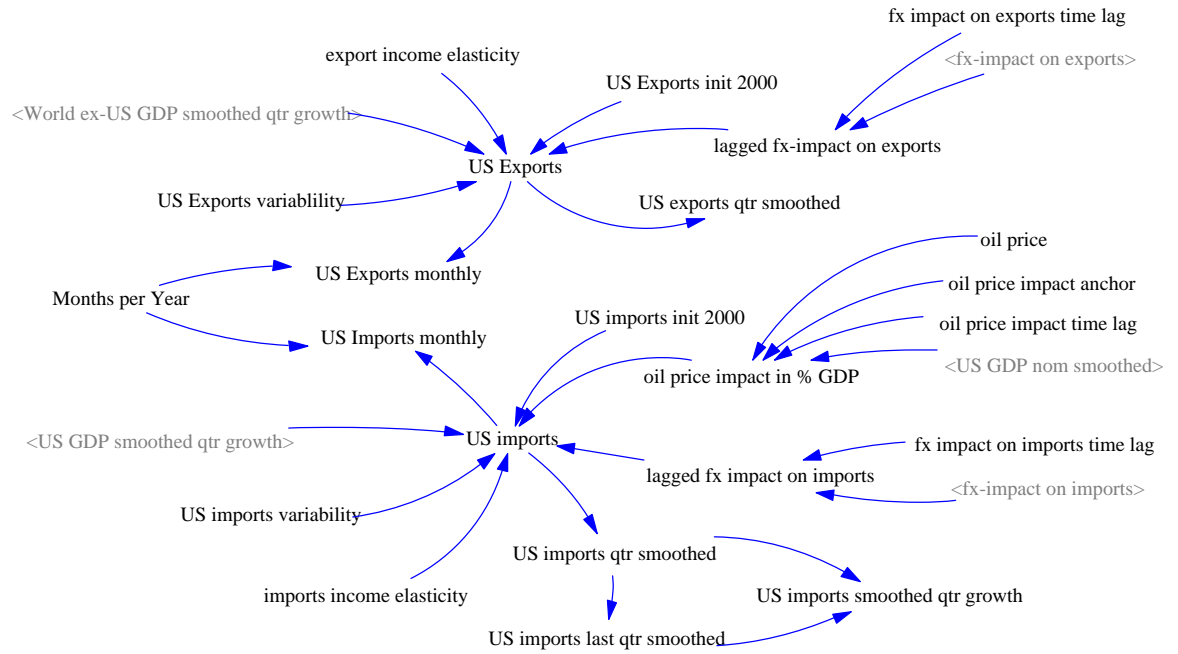 fx impact on exports time lag
export income elasticity
<fx-impact on exports>
US Exports init 2000
<World ex-US GDP smoothed qtr growth>
lagged fx-impact on exports
US Exports
US Exports variablility
US exports qtr smoothed
oil price
US Exports monthly
oil price impact anchor
Months per Year
US imports init 2000
oil price impact time lag
US Imports monthly
<US GDP nom smoothed>
oil price impact in % GDP
US imports
<US GDP smoothed qtr growth>
fx impact on imports time lag
lagged fx impact on imports
<fx-impact on imports>
US imports variability
US imports qtr smoothed
imports income elasticity
US imports smoothed qtr growth
US imports last qtr smoothed